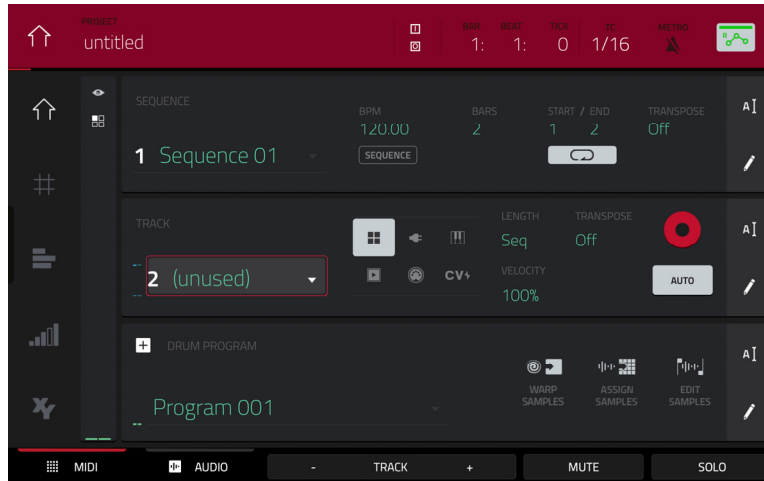 PROJECT
untitled
BAR BEAT TICK TC METRO
1: 1: 0 1/16
R
SEQUENCE
1 Sequence 01
BPM BARS START / END TRANSPOSE
120.00 2 1 2 Off
SEQUENCE
TRACK
2 (unused)
CV
LENGTH TRANSPOSE
Seq Off
VELOCITY
100%
AUTO
DRUM PROGRAM
Program 001
WARP SAMPLES
ASSIGN SAMPLES
EDIT SAMPLES
A
A
A
XY
MIDI AUDIO - TRACK + MUTE SOLO